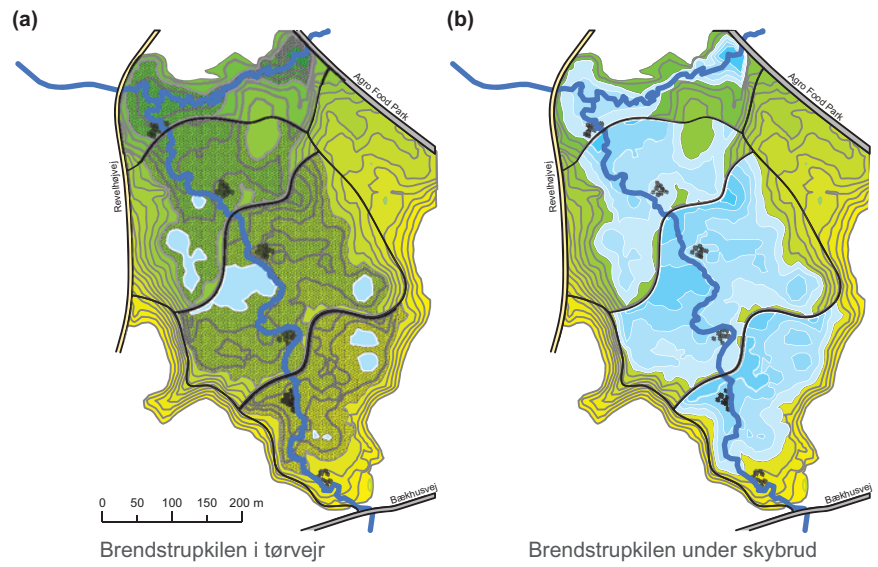 (a)
(b)
Agro Food Park
Agro Food Park
Revelhøjvej
Revelhøjvej
0 50 100 150 200 m
Bækhusvej
Bækhusvej
Brendstrupkilen i tørvejr
Brendstrupkilen under skybrud